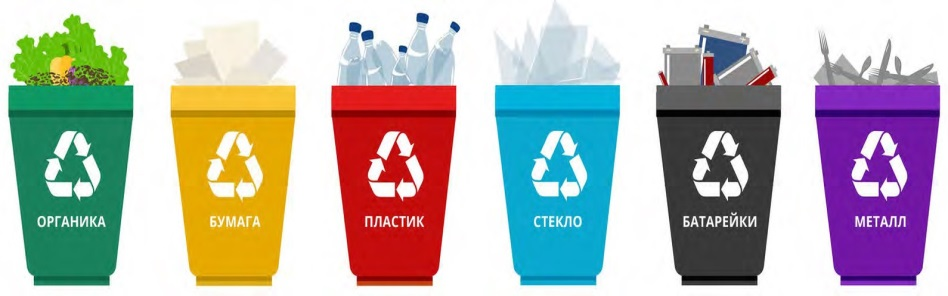 ОРГАНИКА
БУМАГА
ПЛАСТИК
СТЕКЛО
БАТАРЕЙКИ
МЕТАЛЛ